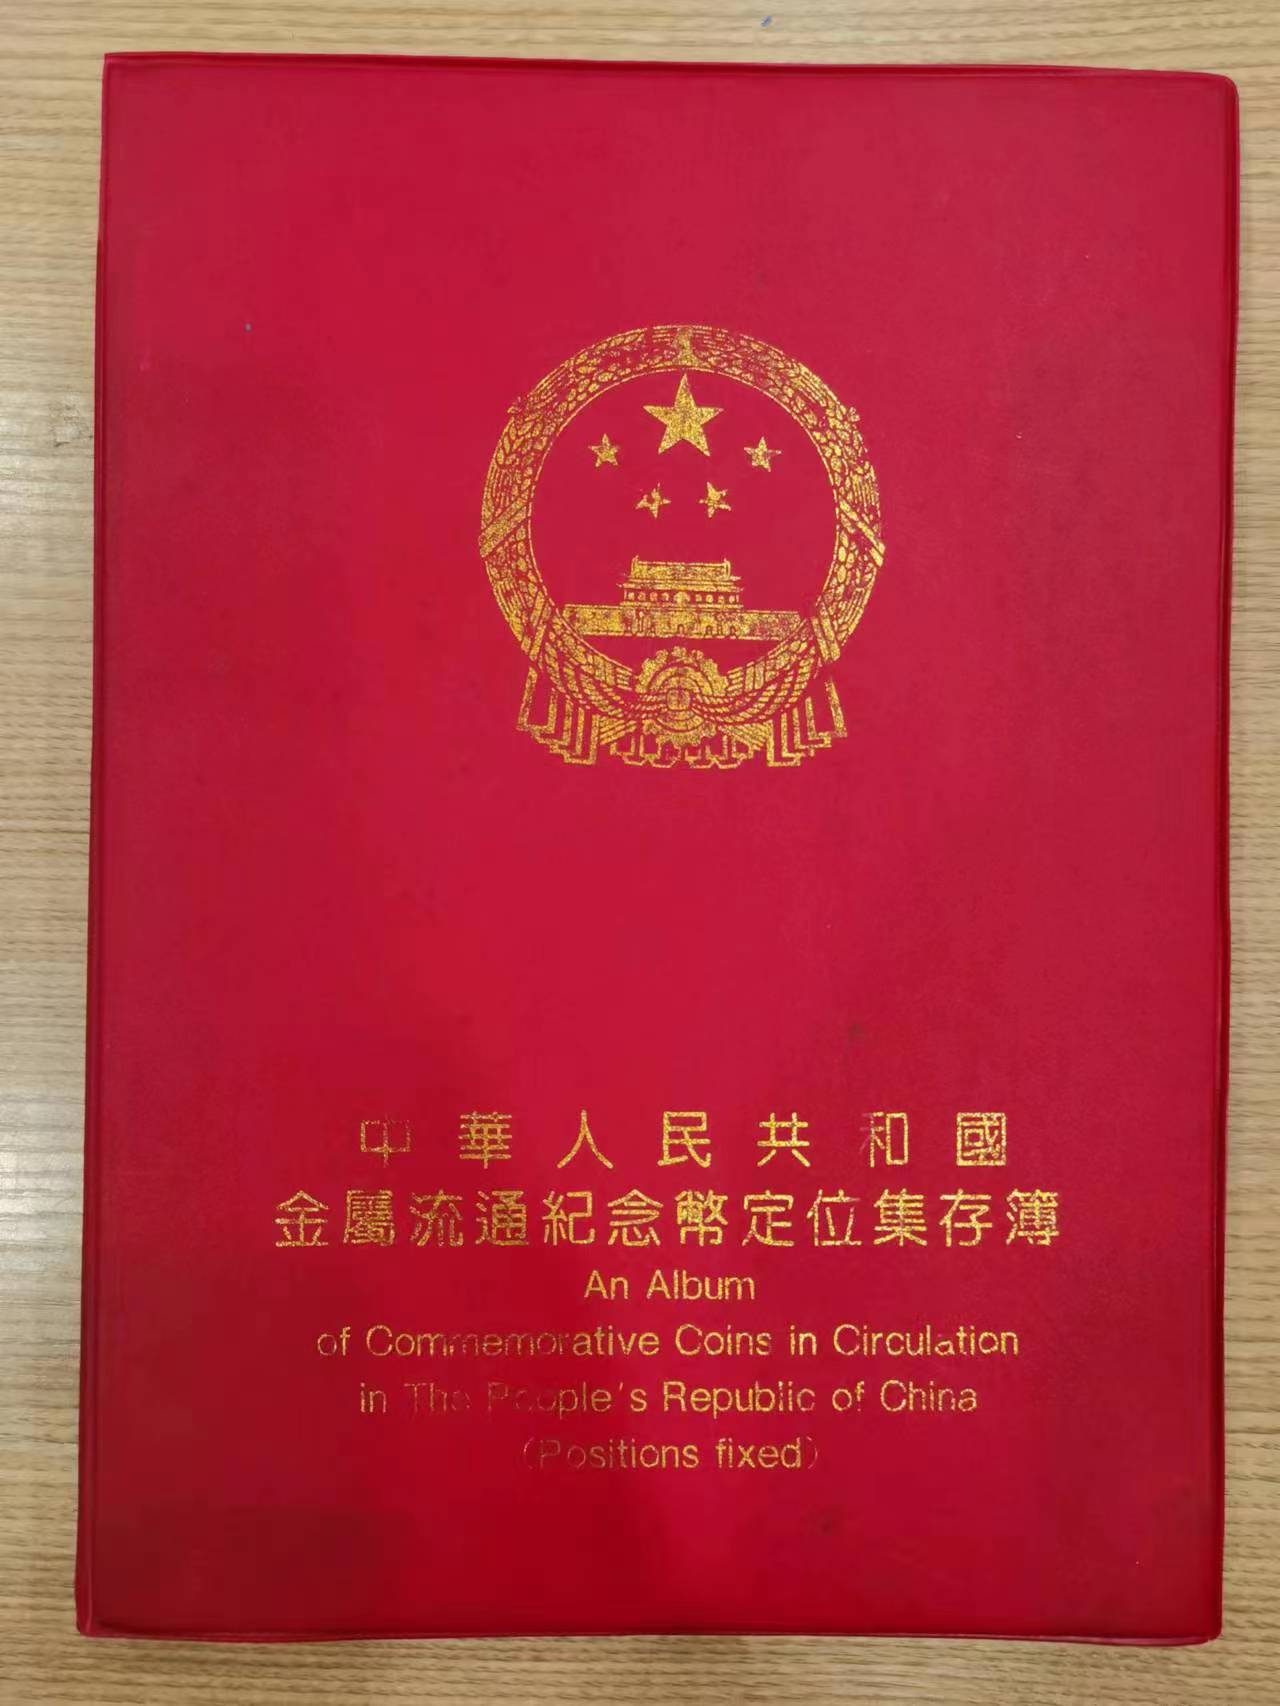 中華人民共和國
金屬流通紀念幣定位集存簿
An Album
of Commemorative Coins in Circulation
in The People's Republic of China
(Positions fixed)